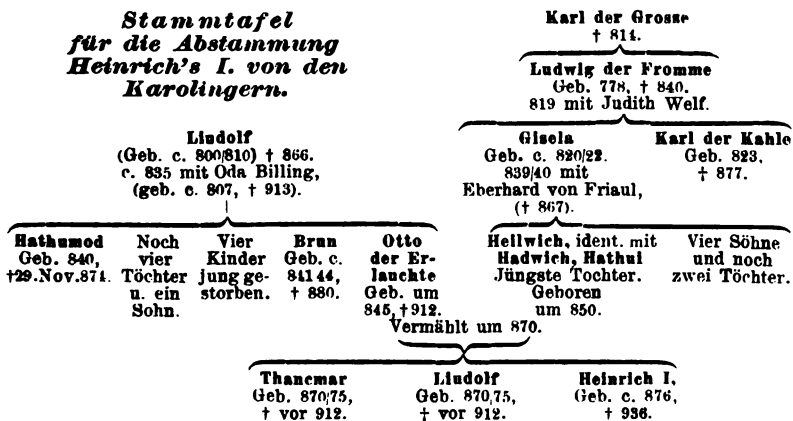 Stammtafel
für die Abstammung
Heinrich's I. von den
Karolingern.
Karl der Grosse
† 814.
Ludwig der Fromme
Geb. 778, † 840.
819 mit Judith Welf.
Liudolf
(Geb. c. 800/810) † 866.
c. 835 mit Oda Billing,
(geb. c. 807, † 913).
Gisela
Geb. c. 820/22.
839/40 mit
Eberhard von Friaul,
(† 867).
Karl der Kahle
Geb. 823,
† 877.
Hathumod
Geb. 840,
†29.Nov.874.
Noch
vier
Töchter
u. ein
Sohn.
Vier
Kinder
jung ge-
storben.
Brun
Geb. c.
841 44,
† 880.
Otto
der Er-
lauchte
Geb. um
845, †912.
Heilwich, ident. mit
Hadwich, Hathui
Jüngste Tochter.
Geboren
um 850.
Vier Söhne
und noch
zwei Töchter.
Vermählt um 870.
Thancmar
Geb. 870/75,
† vor 912.
Liudolf
Geb. 870,75,
† vor 912.
Heinrich I,
Geb. c. 876,
† 936.